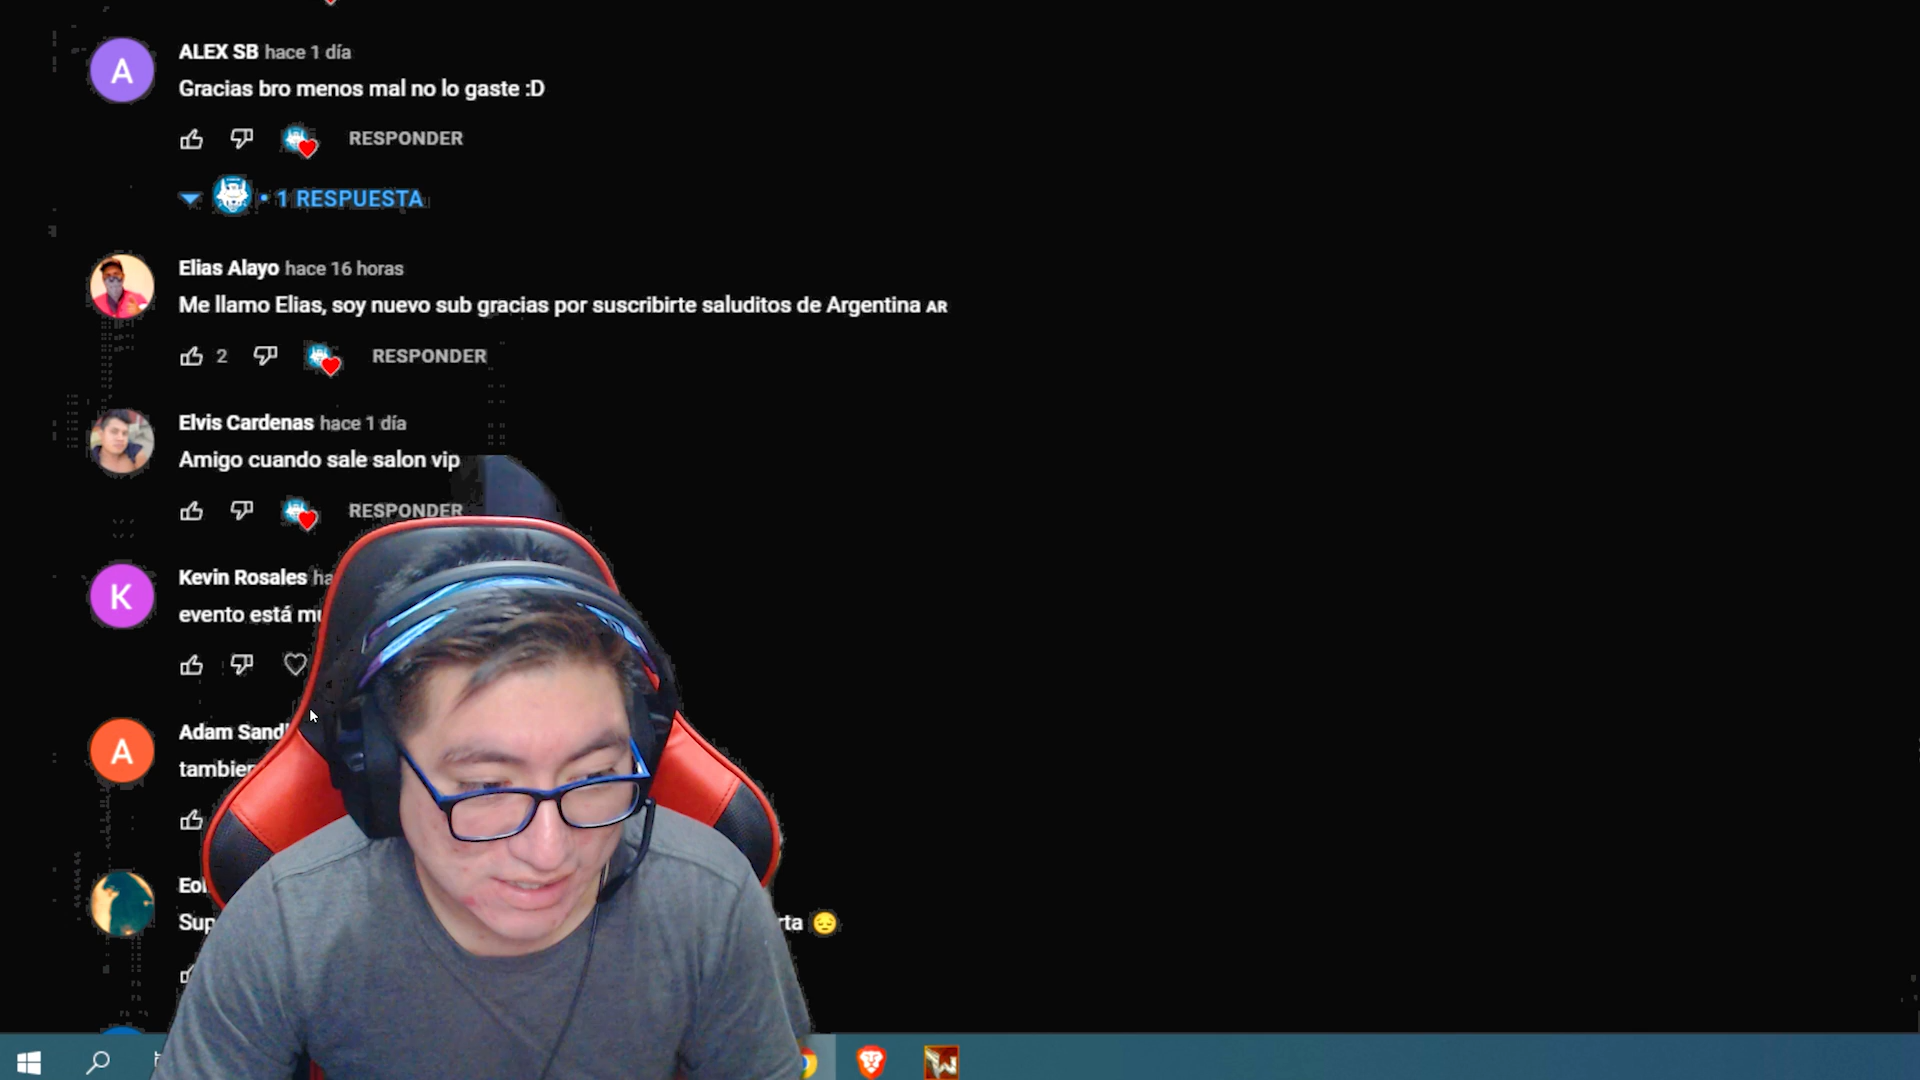 A
ALEX SB hace 1 día
Gracias bro menos mal no lo gaste :D
RESPONDER
1 RESPUESTA
Elias Alayo hace 16 horas
Me llamo Elias, soy nuevo sub gracias por suscribirte saluditos de Argentina AR
2 RESPONDER
Elvis Cardenas hace 1 día
Amigo cuando sale salon vip
RESPONDER
K
Kevin Rosales
evento está
A
Adam
😔